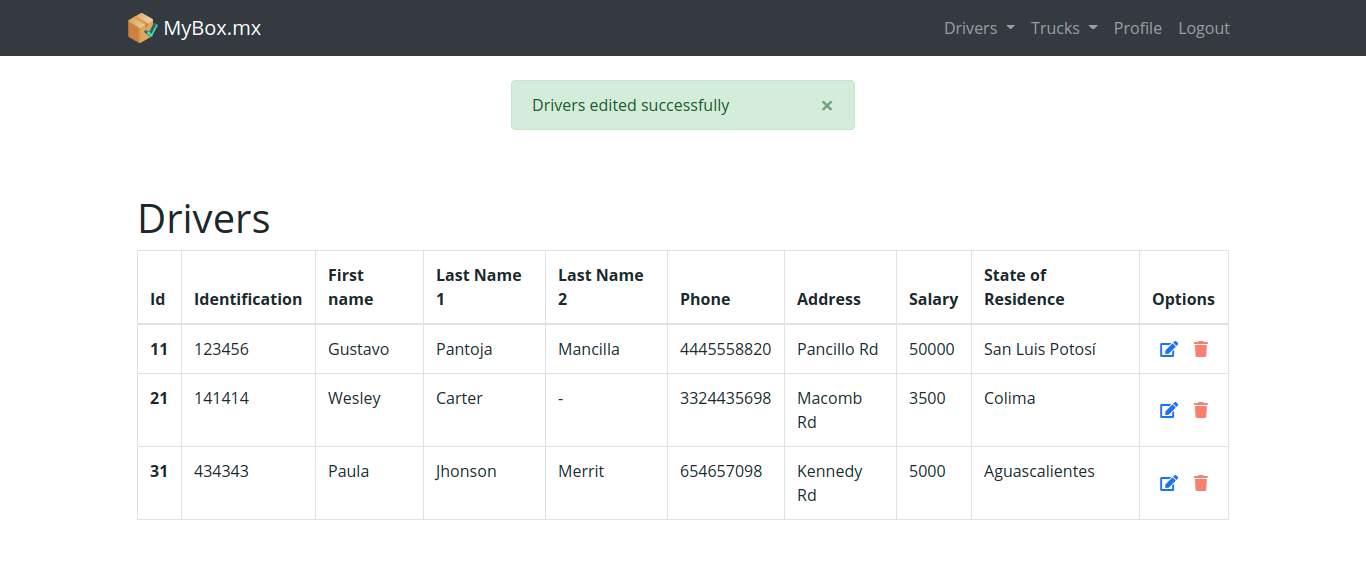 MyBox.mx Drivers Trucks Profile Logout
Drivers edited successfully ×
Drivers
Id Identification First name Last Name 1 Last Name 2 Phone Address Salary State of Residence Options
11 123456 Gustavo Pantoja Mancilla 4445558820 Pancillo Rd 50000 San Luis Potosí
21 141414 Wesley Carter - 3324435698 Macomb Rd 3500 Colima
31 434343 Paula Jhonson Merrit 654657098 Kennedy Rd 5000 Aguascalientes